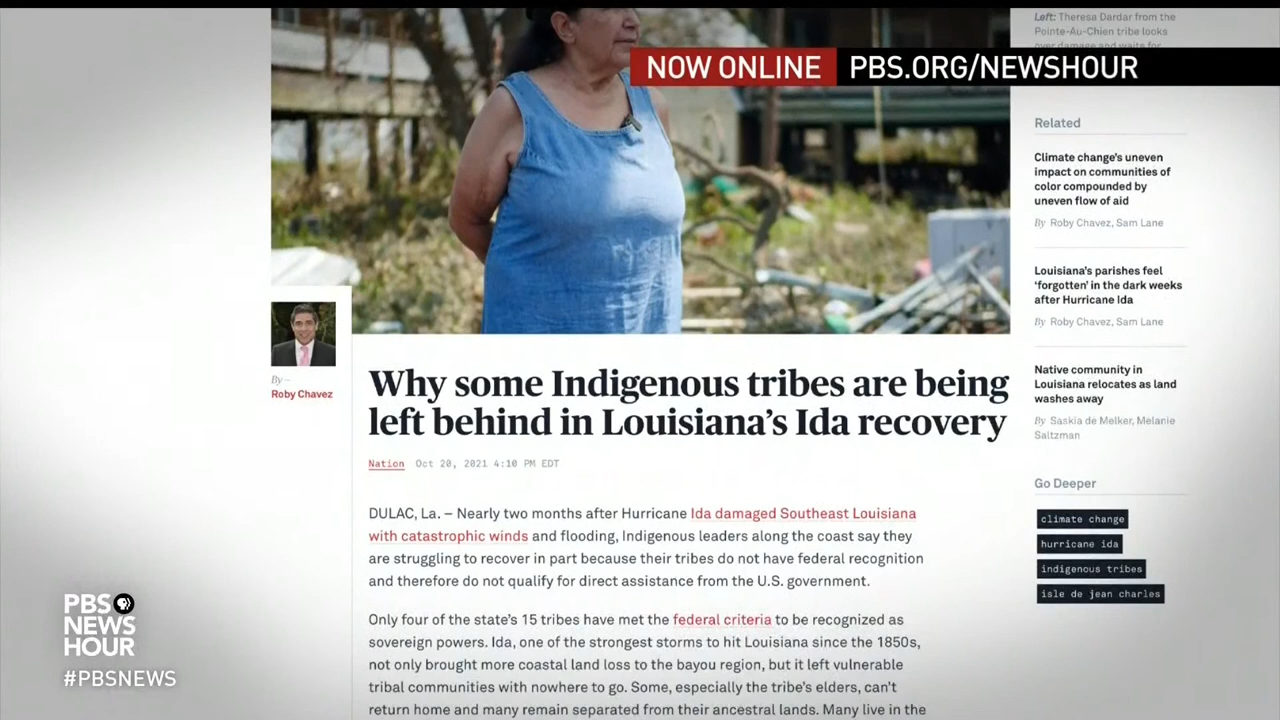 Left: Theresa Dardar from the
Pointe-Au-Chien tribe looks
over damage and waits for
NOW ONLINE PBS.ORG/NEWSHOUR
Related
Climate change's uneven
impact on communities of
color compounded by
uneven flow of aid
By Roby Chavez, Sam Lane
Louisiana's parishes feel
'forgotten' in the dark weeks
after Hurricane Ida
By Roby Chavez, Sam Lane
Native community in
Louisiana relocates as land
washes away
By Saskia de Melker, Melanie
Saltzman
Go Deeper
climate change
hurricane ida
indigenous tribes
isle de jean charles
By –
Roby Chavez
Why some Indigenous tribes are being
left behind in Louisiana's Ida recovery
Nation Oct 20, 2021 4:10 PM EDT
DULAC, La. – Nearly two months after Hurricane Ida damaged Southeast Louisiana
with catastrophic winds and flooding, Indigenous leaders along the coast say they
are struggling to recover in part because their tribes do not have federal recognition
and therefore do not qualify for direct assistance from the U.S. government.
Only four of the state's 15 tribes have met the federal criteria to be recognized as
sovereign powers. Ida, one of the strongest storms to hit Louisiana since the 1850s,
not only brought more coastal land loss to the bayou region, but it left vulnerable
tribal communities with nowhere to go. Some, especially the tribe's elders, can't
return home and many remain separated from their ancestral lands. Many live in the
PBS
NEWS
HOUR
#PBSNEWS